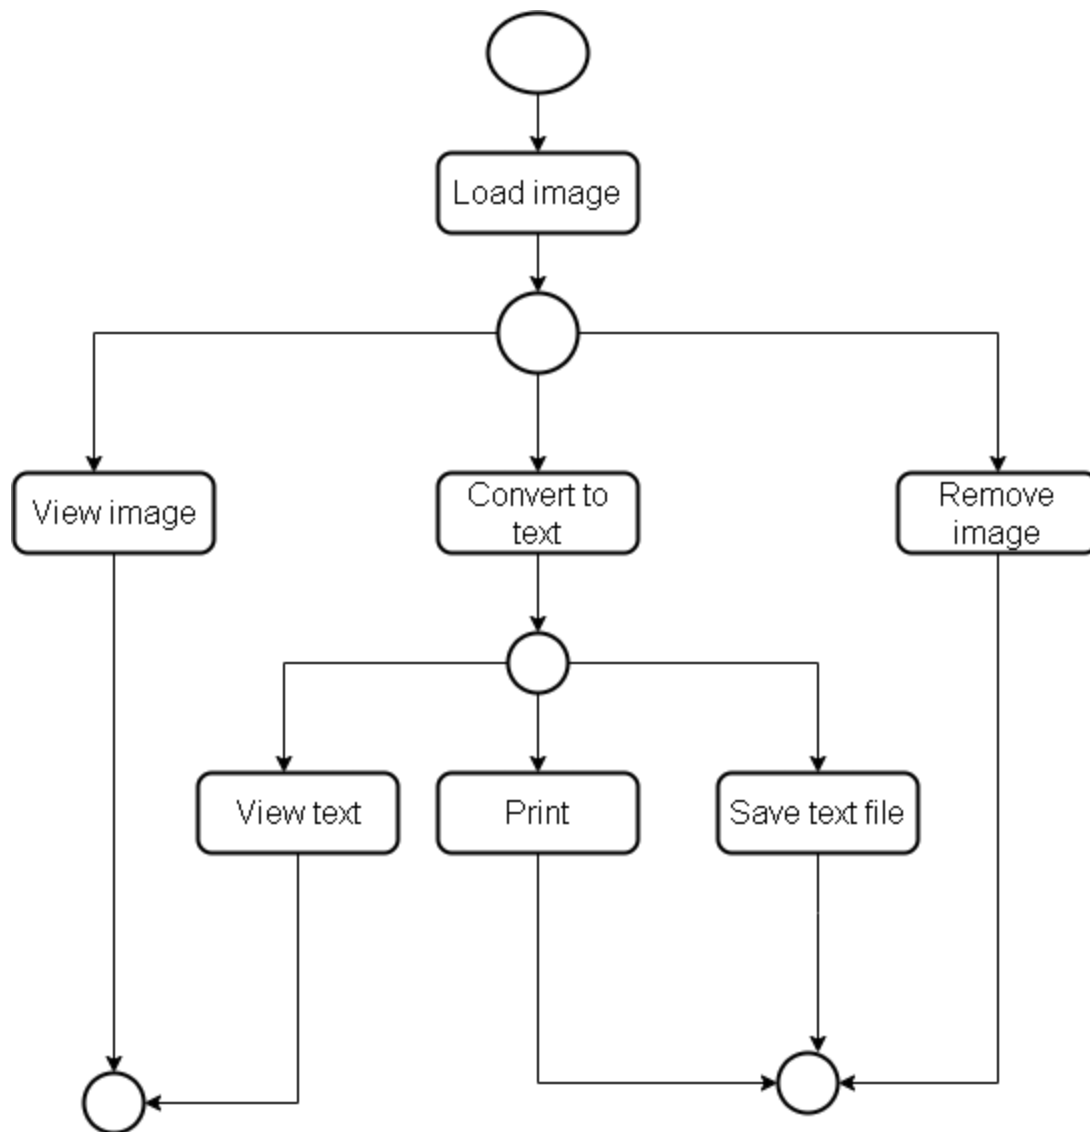 Load image
View image
Convert to
text
Remove
image
View text
Print
Save text file